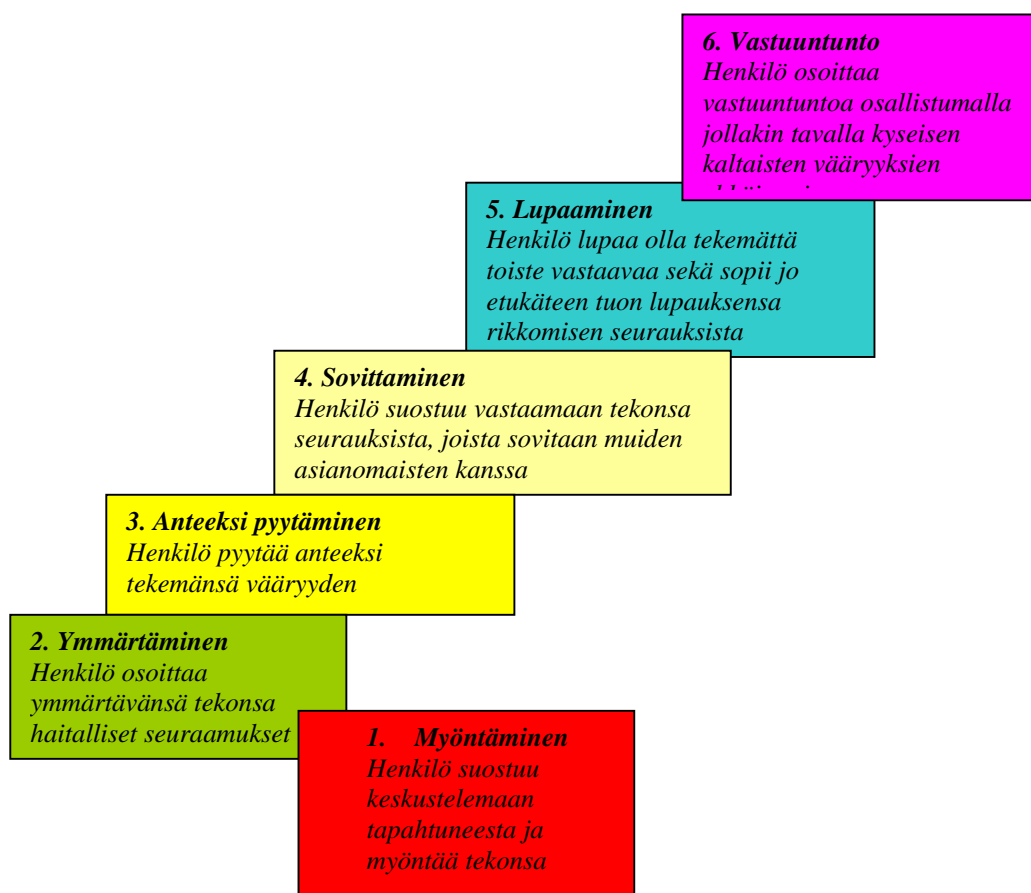 6. Vastuuntunto
Henkilö osoittaa
vastuuntuntoa osallistumalla
jollakin tavalla kyseisen
kaltaisten vääryyksien
5. Lupaaminen
Henkilö lupaa olla tekemättä
toiste vastaavaa sekä sopii jo
etukäteen tuon lupauksensa
rikkomisen seurauksista
4. Sovittaminen
Henkilö suostuu vastaamaan tekonsa
seurauksista, joista sovitaan muiden
asianomaisten kanssa
3. Anteeksi pyytäminen
Henkilö pyytää anteeksi
tekemänsä vääryyden
2. Ymmärtäminen
Henkilö osoittaa
ymmärtävänsä tekonsa
haitalliset seuraamukset
1. Myöntäminen
Henkilö suostuu
keskustelemaan
tapahtuneesta ja
myöntää tekonsa